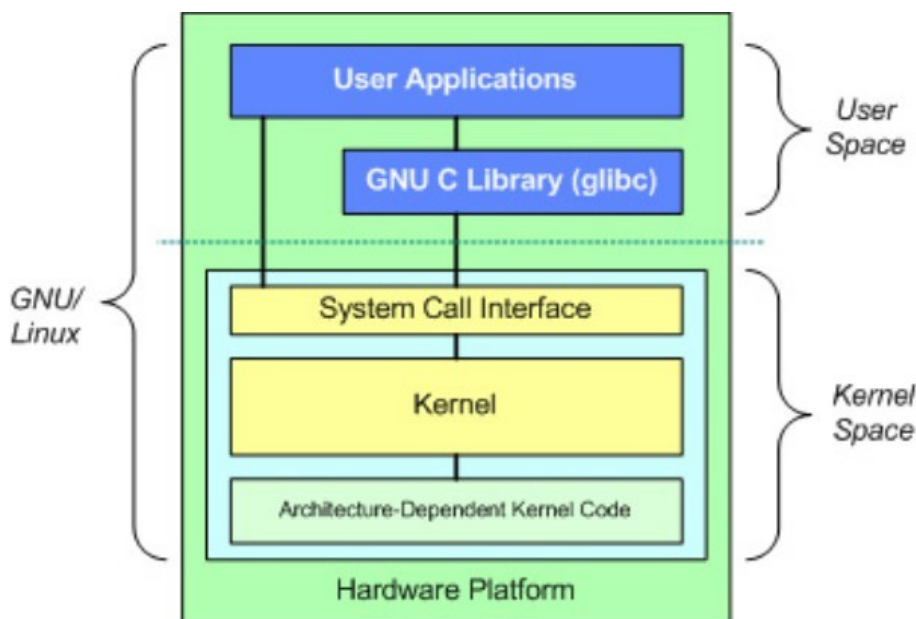 User Applications
GNU C Library (glibc)
User
Space
GNU/
Linux
System Call Interface
Kernel
Architecture-Dependent Kernel Code
Kernel
Space
Hardware Platform